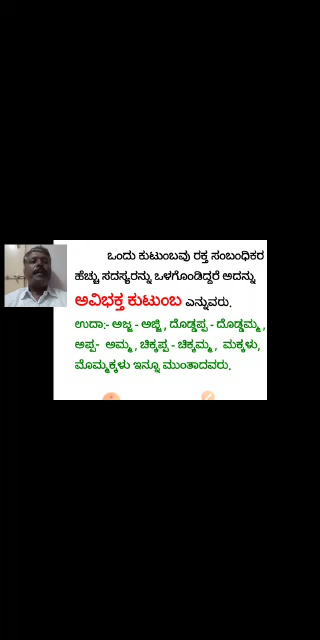 ಒಂದು ಕುಟುಂಬವು ರಕ್ತ ಸಂಬಂಧಿಕರ
ಹೆಚ್ಚು ಸದಸ್ಯರನ್ನು ಒಳಗೊಂಡಿದ್ದರೆ ಅದನ್ನು
ಅವಿಭಕ್ತ ಕುಟುಂಬ ಎನ್ನುವರು.
ಉದಾ:- ಅಜ್ಜ - ಅಜ್ಜಿ , ದೊಡ್ಡಪ್ಪ - ದೊಡ್ಡಮ್ಮ ,
ಅಪ್ಪ- ಅಮ್ಮ , ಚಿಕ್ಕಪ್ಪ - ಚಿಕ್ಕಮ್ಮ , ಮಕ್ಕಳು,
ಮೊಮ್ಮಕ್ಕಳು ಇನ್ನೂ ಮುಂತಾದವರು.